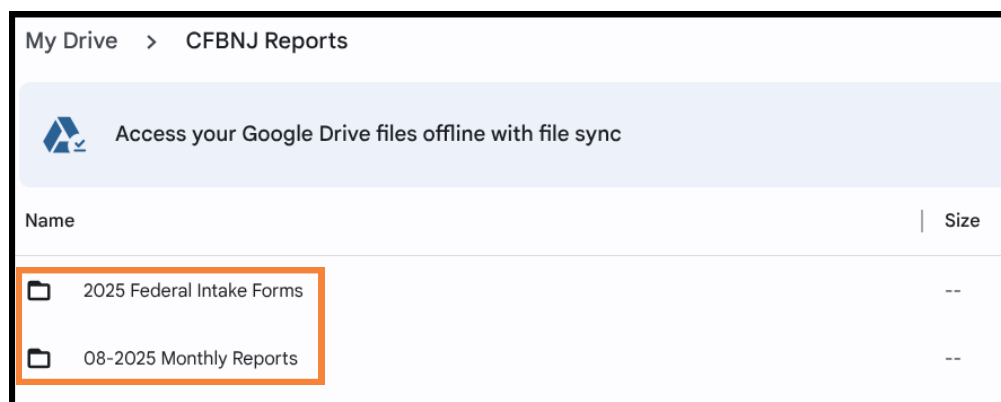 My Drive > CFBNJ Reports
Access your Google Drive files offline with file sync
Name | Size
2025 Federal Intake Forms --
08-2025 Monthly Reports --